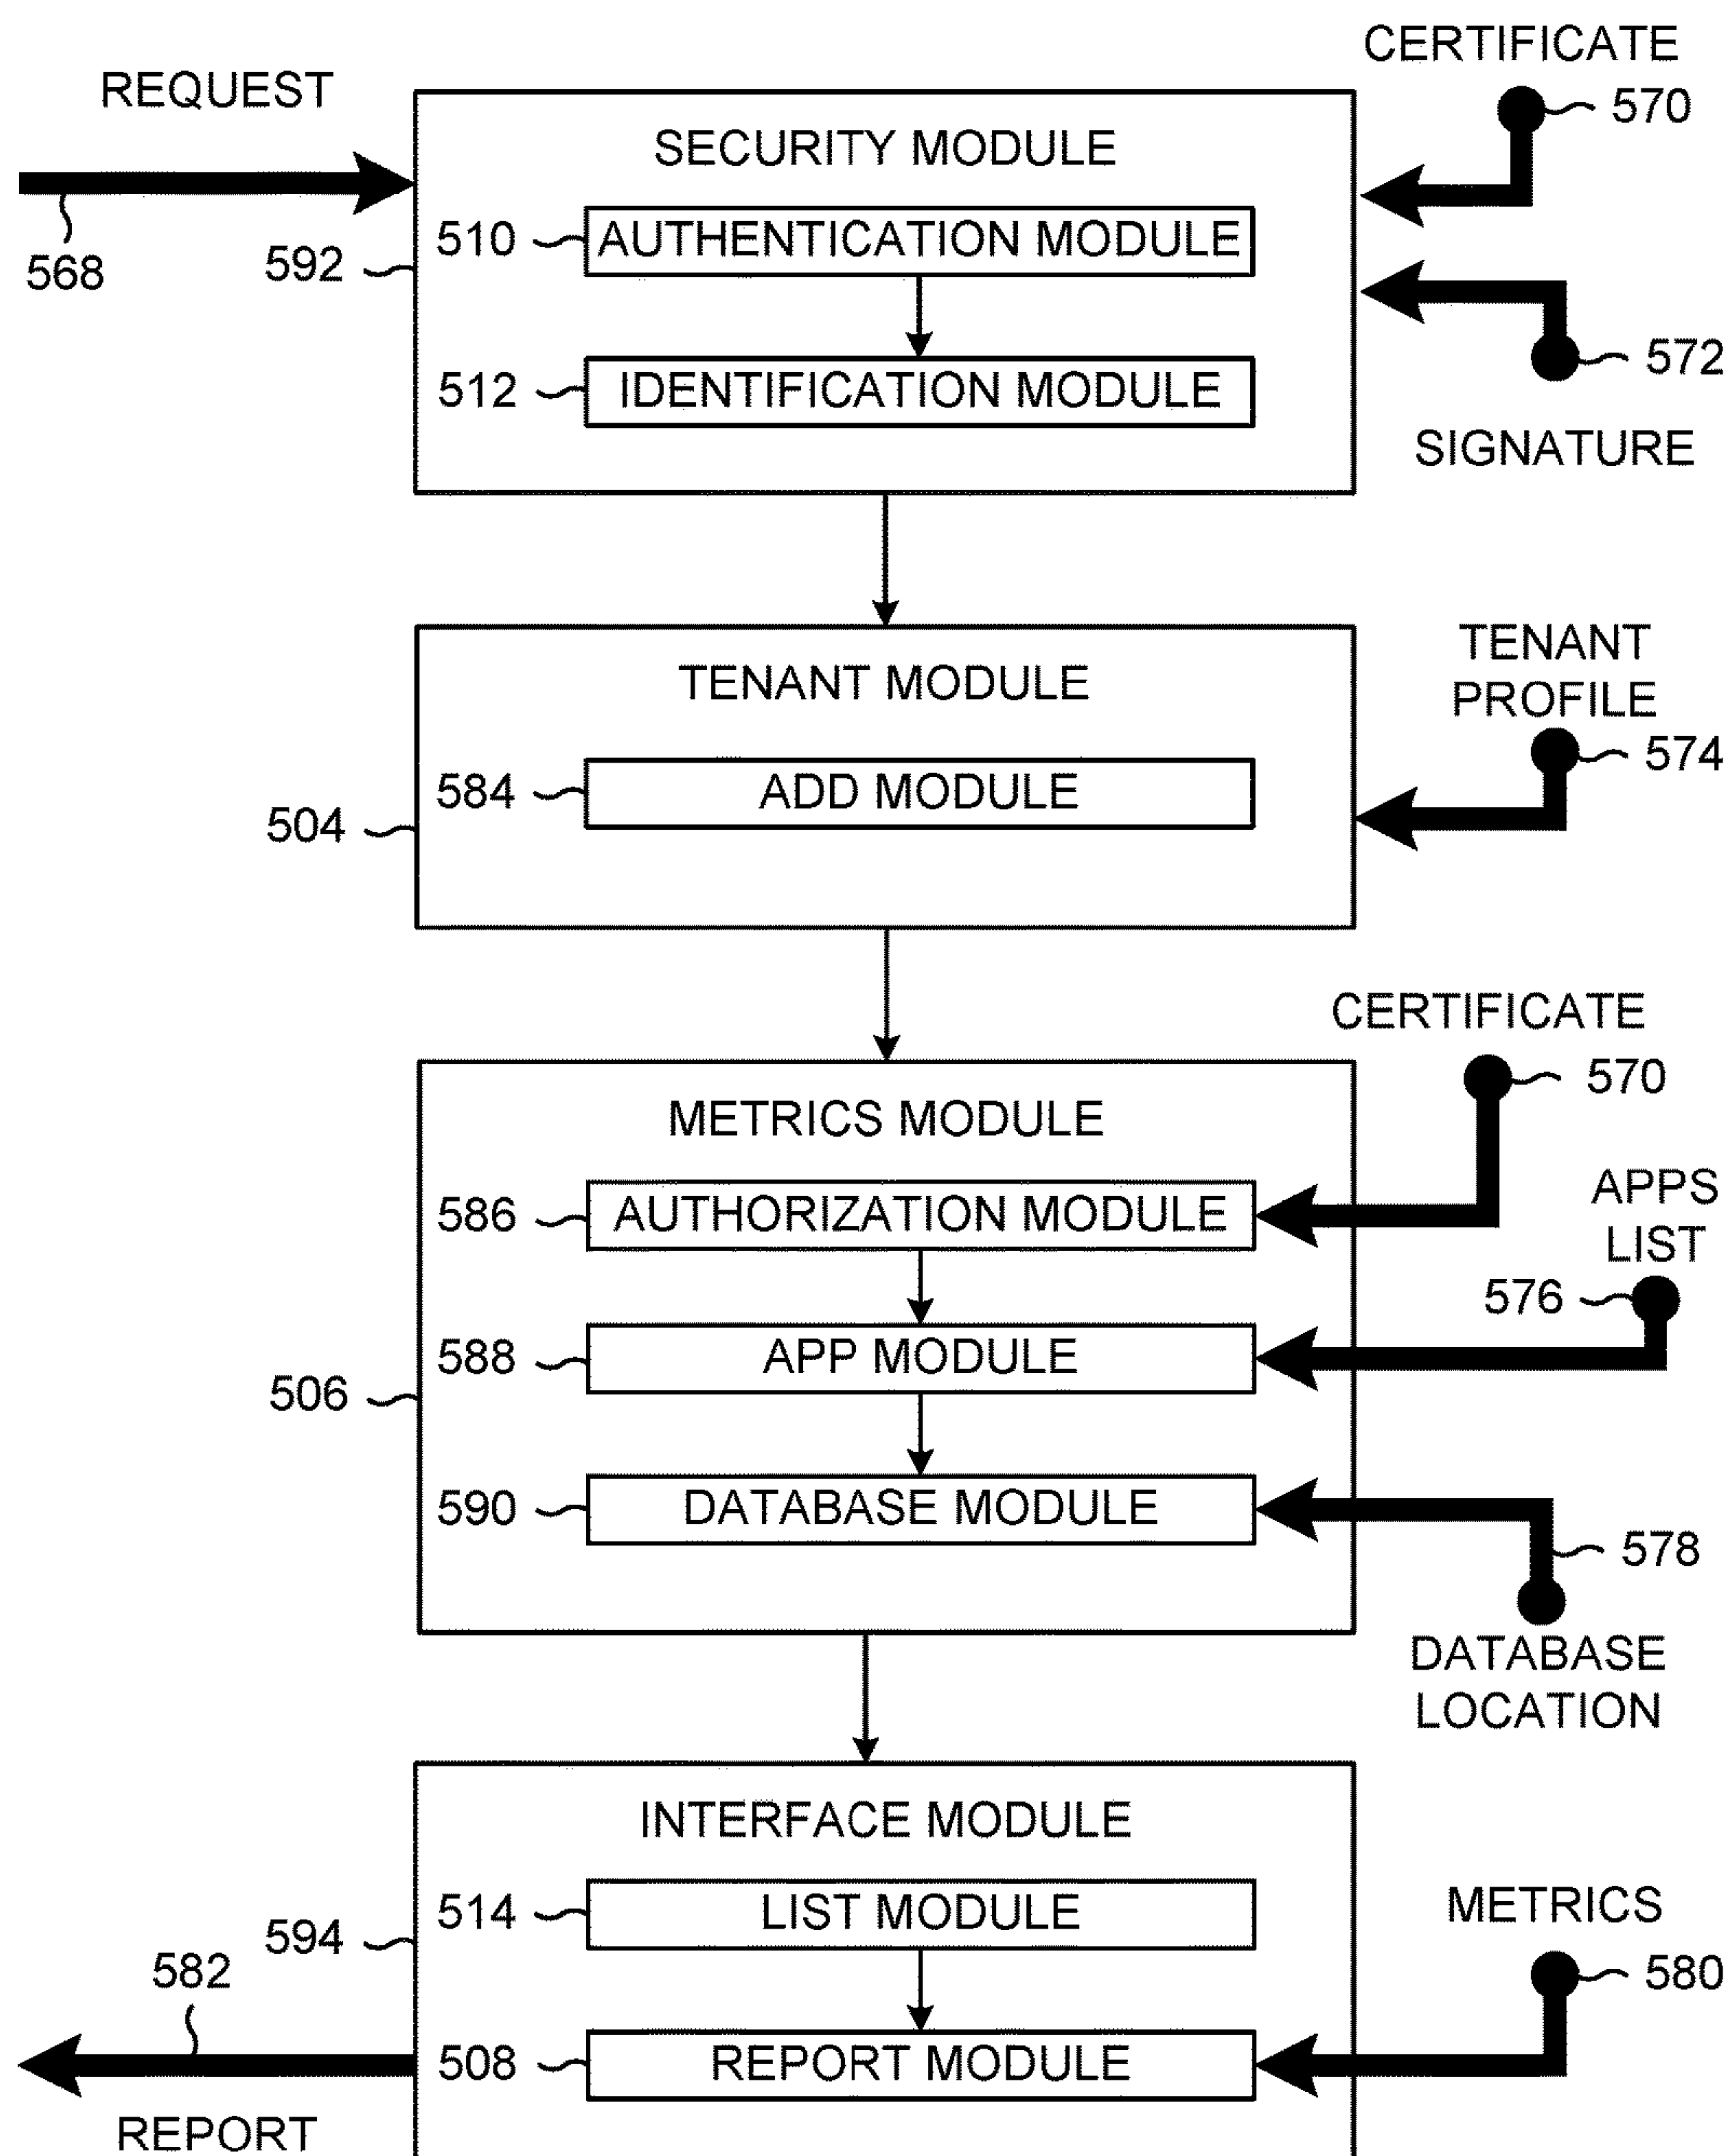 CERTIFICATE
570
REQUEST
568
592
SECURITY MODULE
510
AUTHENTICATION MODULE
512
IDENTIFICATION MODULE
572
SIGNATURE
504
TENANT MODULE
584
ADD MODULE
TENANT
PROFILE
574
CERTIFICATE
570
506
METRICS MODULE
586
AUTHORIZATION MODULE
APPS
LIST
576
588
APP MODULE
590
DATABASE MODULE
578
DATABASE
LOCATION
594
INTERFACE MODULE
514
LIST MODULE
METRICS
580
582
508
REPORT MODULE
REPORT